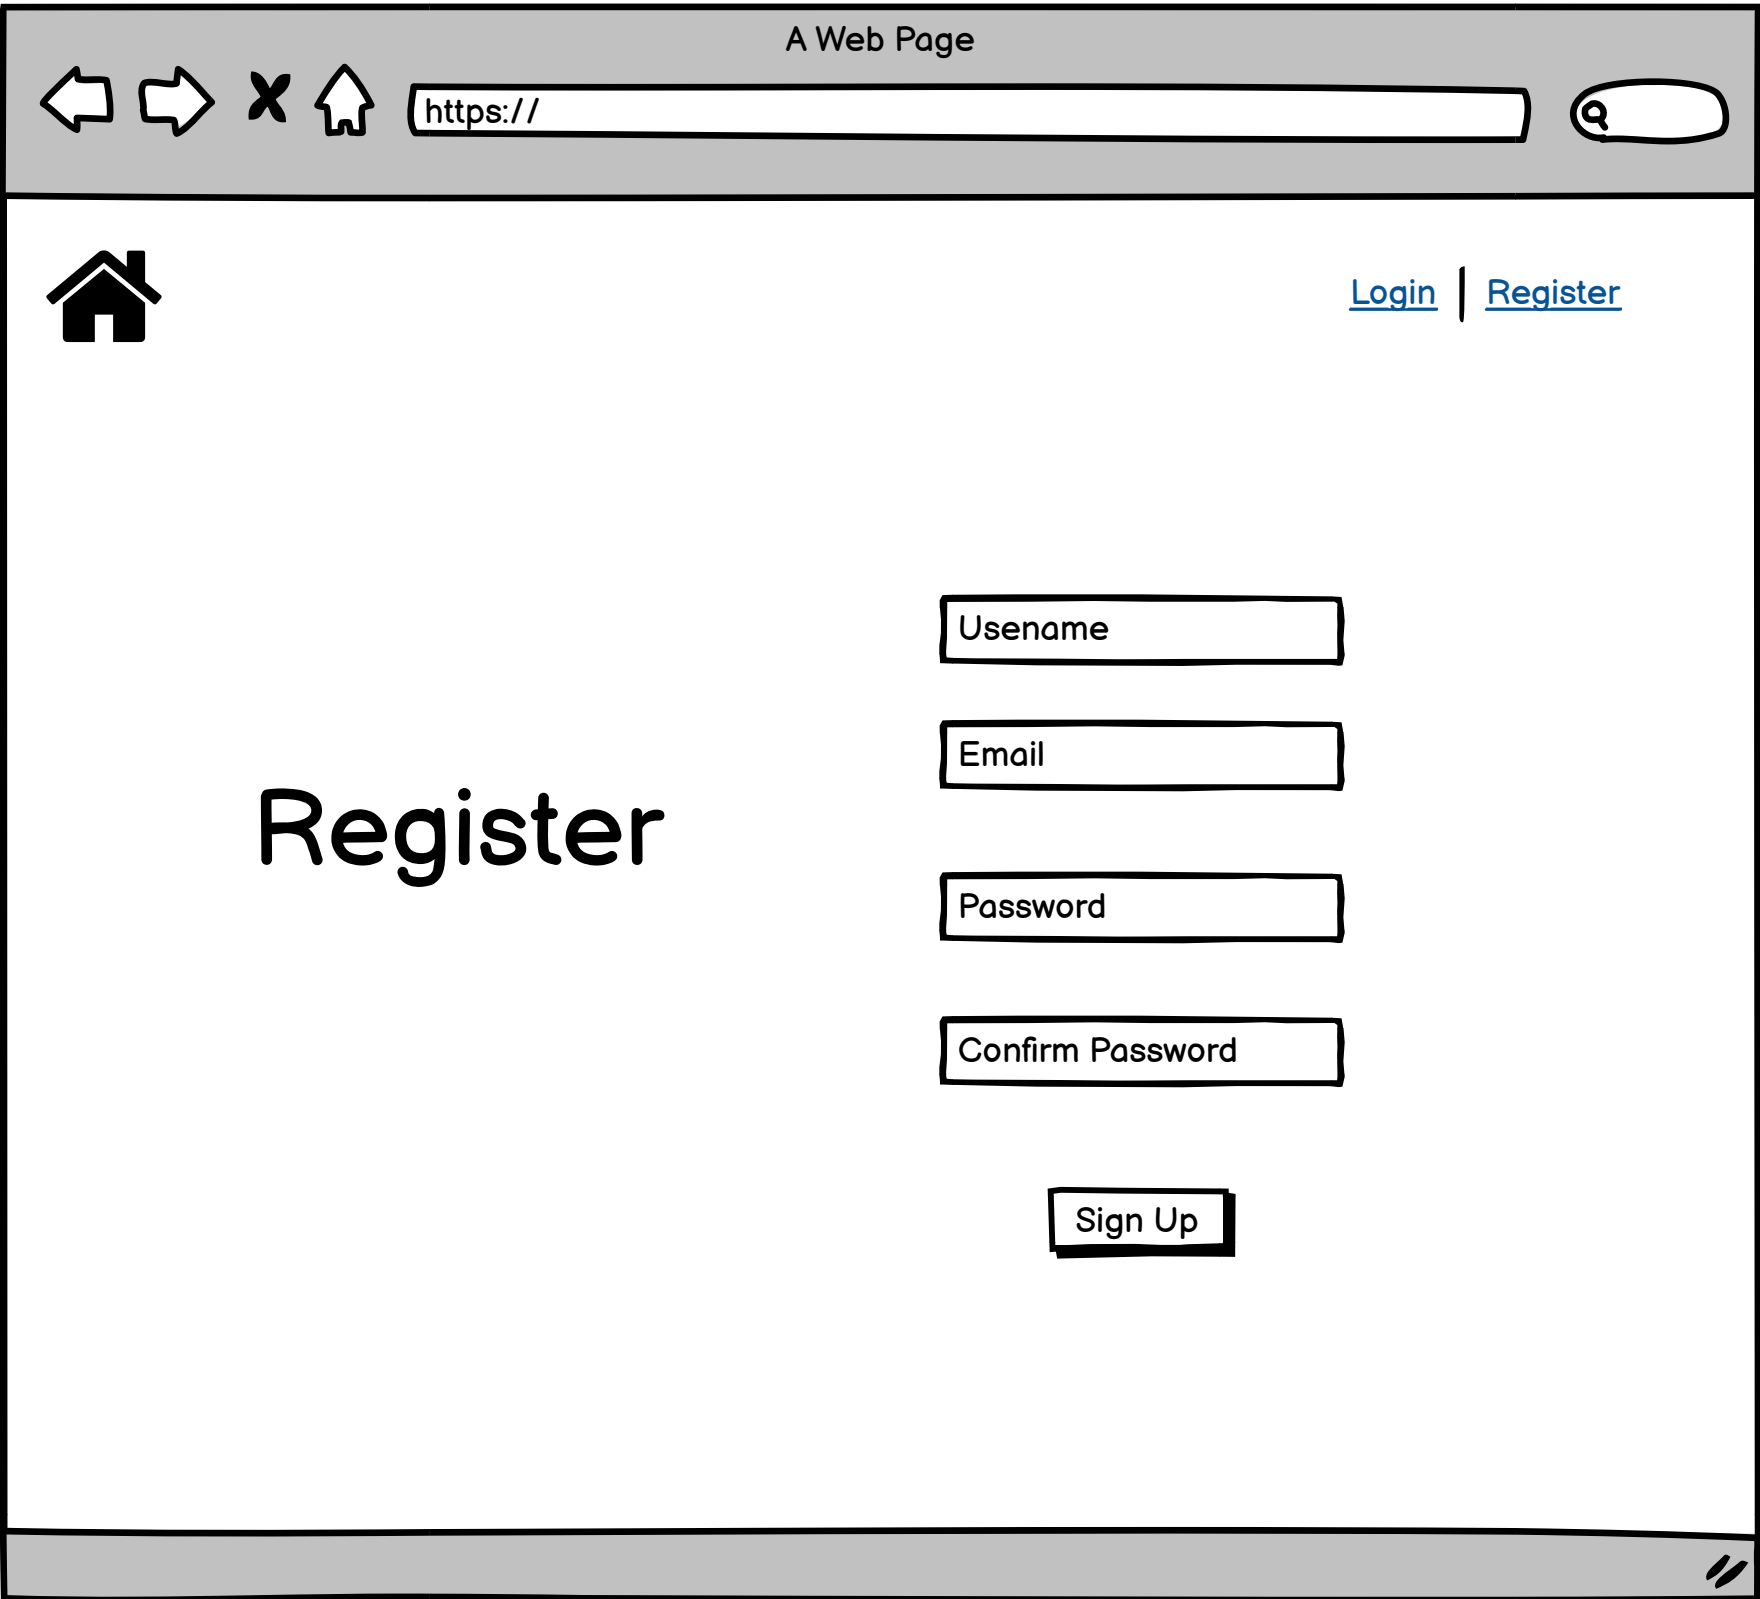 A Web Page
https://
Login | Register
Usename
Email
Register
Password
Confirm Password
Sign Up